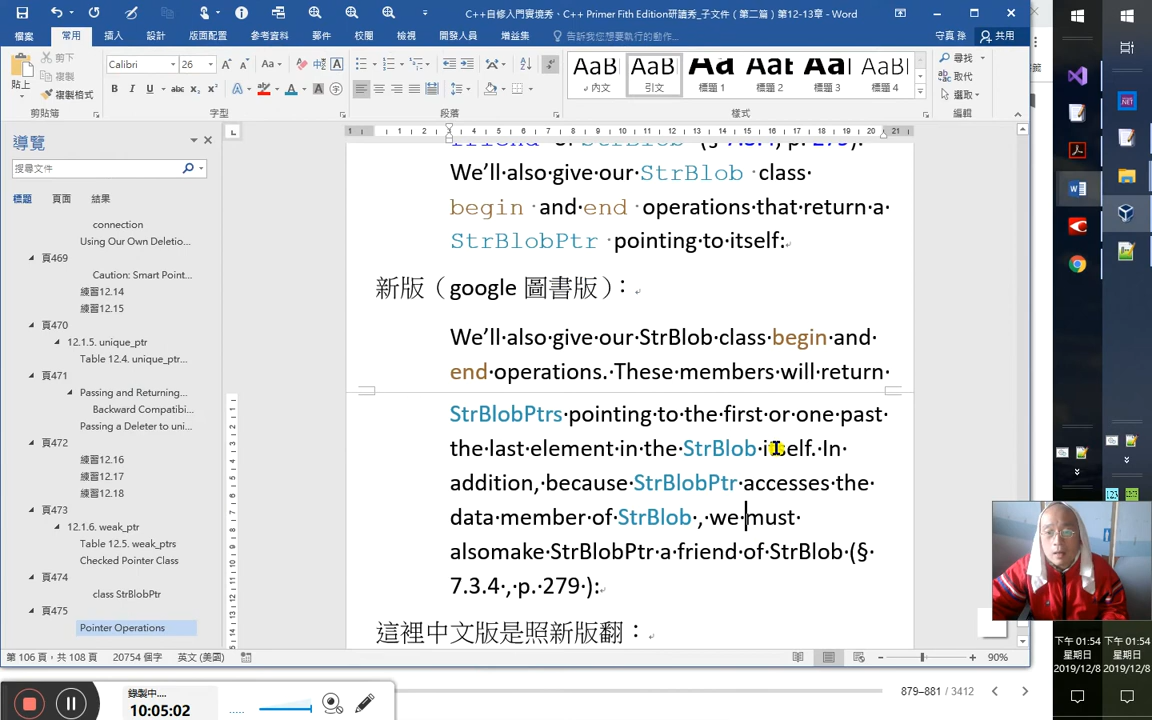 C++自修入門實境秀、C++ Primer Fith Edition研讀秀_子文件（第二篇）第12-13章 - Word
檔案 常用 插入 設計 版面配置 參考資料 郵件 校閱 檢視 開發人員 增益集 告訴我您想要執行的動作... 守真 孫 共用
貼上 剪下 複製 複製格式
Calibri 26
AaB AaBb Aa AaB AaI AaBI
內文 引文 標題 1 標題 2 標題 3 標題 4
尋找 取代 選取
剪貼簿 字型 段落 樣式 編輯
導覽
搜尋文件
標題 頁面 結果
connection
Using Our Own Deletio...
頁469
Caution: Smart Point...
練習12.14
練習12.15
頁470
12.1.5. unique_ptr
Table 12.4. unique_ptr...
頁471
Passing and Returning...
Backward Compatibi...
Passing a Deleter to uni...
頁472
練習12.16
練習12.17
練習12.18
頁473
12.1.6. weak_ptr
Table 12.5. weak_ptrs
Checked Pointer Class
頁474
class StrBlobPtr
頁475
Pointer Operations
We’ll also give our StrBlob class
begin and end operations that return a
StrBlobPtr pointing to itself:
新版（google 圖書版）：
We’ll also give our StrBlob class begin and
end operations. These members will return
StrBlobPtrs pointing to the first or one past
the last element in the StrBlob itself. In
addition, because StrBlobPtr accesses the
data member of StrBlob , we must
alsomake StrBlobPtr a friend of StrBlob (§
7.3.4 , p. 279 ):
這裡中文版是照新版翻：
第 106 頁，共 108 頁 20754 個字 英文 (美國) 90%
錄製中....
10:05:02
879–881 / 3412
下午 01:54
星期日
2019/12/8
下午 01:54
星期日
2019/12/8